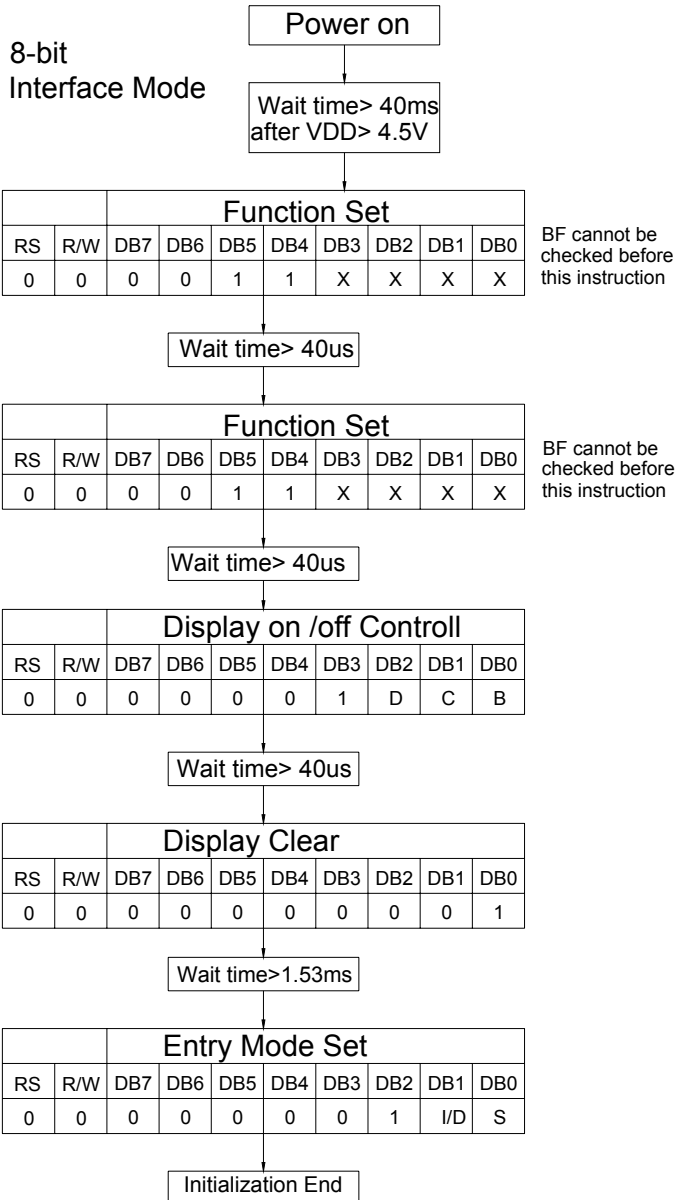 Power on
8-bit
Interface Mode
Wait time> 40ms
after VDD> 4.5V
Function Set
RS R/W DB7 DB6 DB5 DB4 DB3 DB2 DB1 DB0
0 0 0 0 1 1 X X X X
BF cannot be
checked before
this instruction
Wait time> 40us
Function Set
RS R/W DB7 DB6 DB5 DB4 DB3 DB2 DB1 DB0
0 0 0 0 1 1 X X X X
BF cannot be
checked before
this instruction
Wait time> 40us
Display on /off Controll
RS R/W DB7 DB6 DB5 DB4 DB3 DB2 DB1 DB0
0 0 0 0 0 0 1 D C B
Wait time> 40us
Display Clear
RS R/W DB7 DB6 DB5 DB4 DB3 DB2 DB1 DB0
0 0 0 0 0 0 0 0 0 1
Wait time>1.53ms
Entry Mode Set
RS R/W DB7 DB6 DB5 DB4 DB3 DB2 DB1 DB0
0 0 0 0 0 0 0 1 I/D S
Initialization End